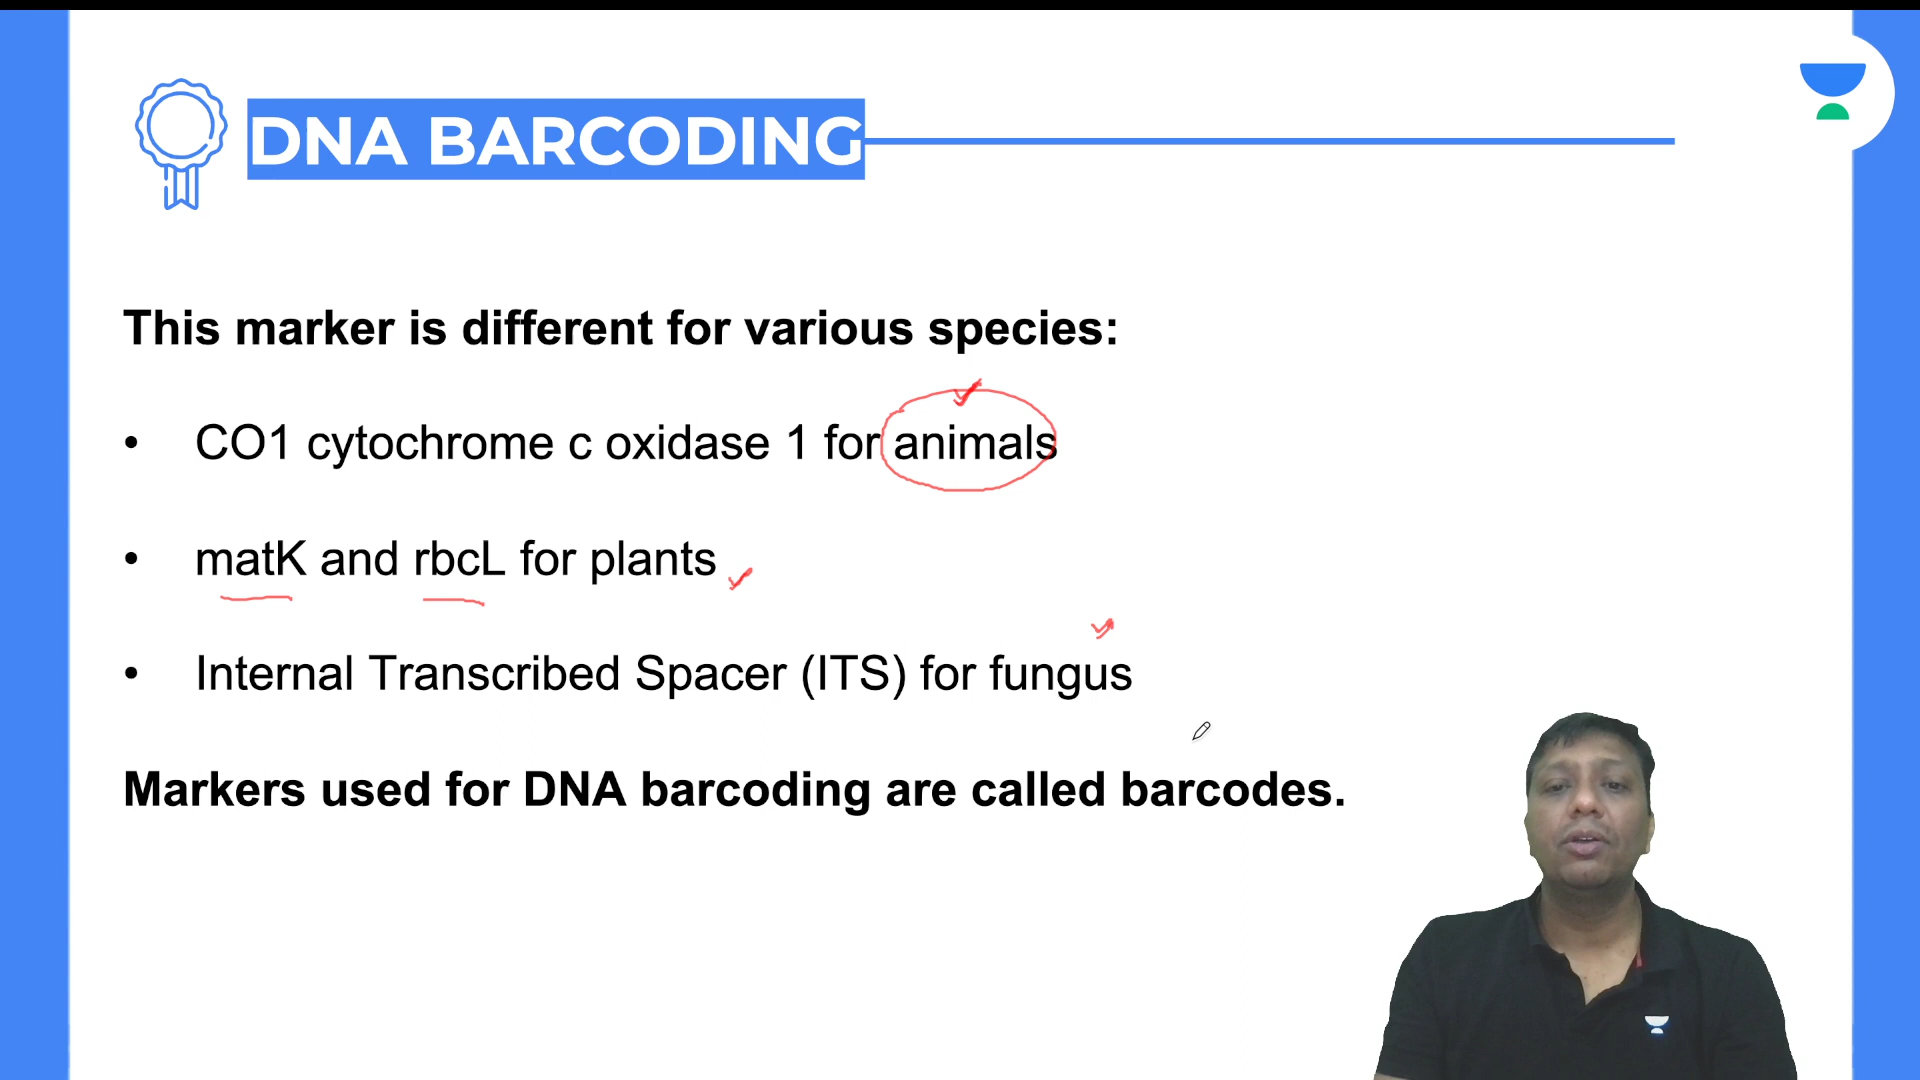 DNA BARCODING
This marker is different for various species:
• CO1 cytochrome c oxidase 1 for animals
• matK and rbcL for plants
• Internal Transcribed Spacer (ITS) for fungus
Markers used for DNA barcoding are called barcodes.